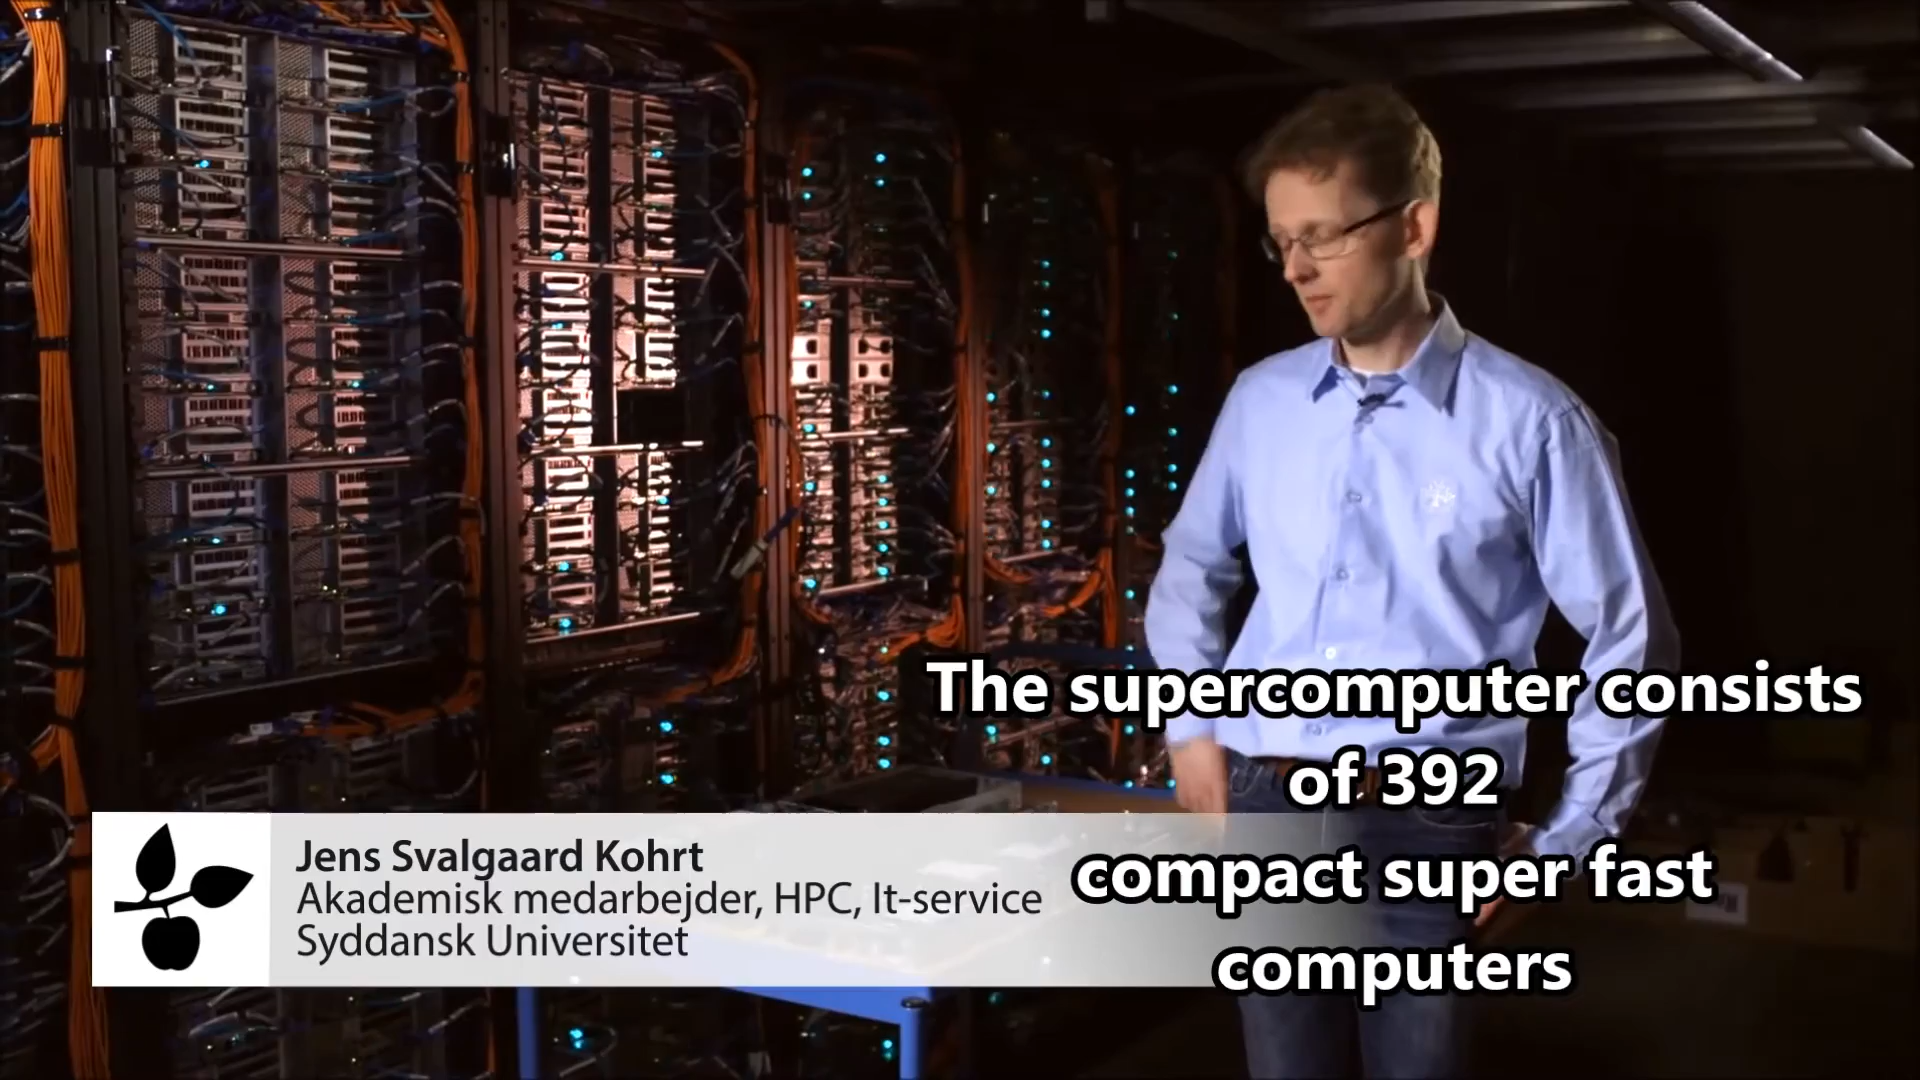 The supercomputer consists
of 392
compact super fast
computers
Jens Svalgaard Kohrt
Akademisk medarbejder, HPC, It-service
Syddansk Universitet